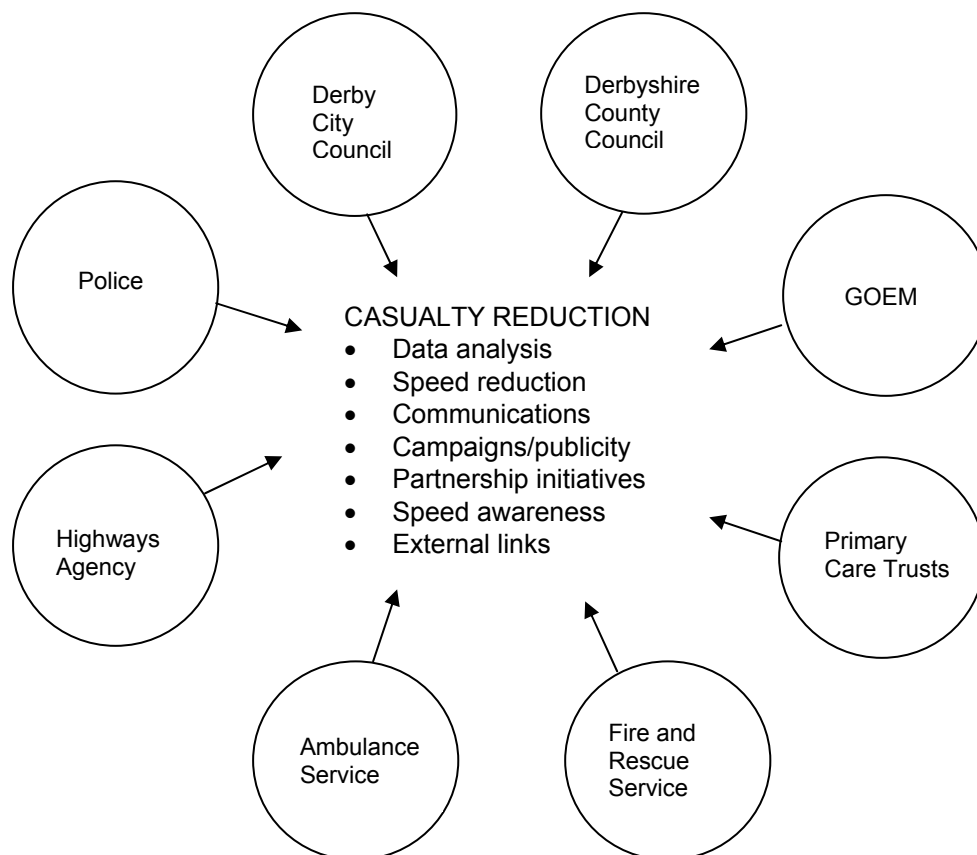 Derby
City
Council
Derbyshire
County
Council
Police
GOEM
CASUALTY REDUCTION
• Data analysis
• Speed reduction
• Communications
• Campaigns/publicity
• Partnership initiatives
• Speed awareness
• External links
Highways
Agency
Primary
Care Trusts
Ambulance
Service
Fire and
Rescue
Service